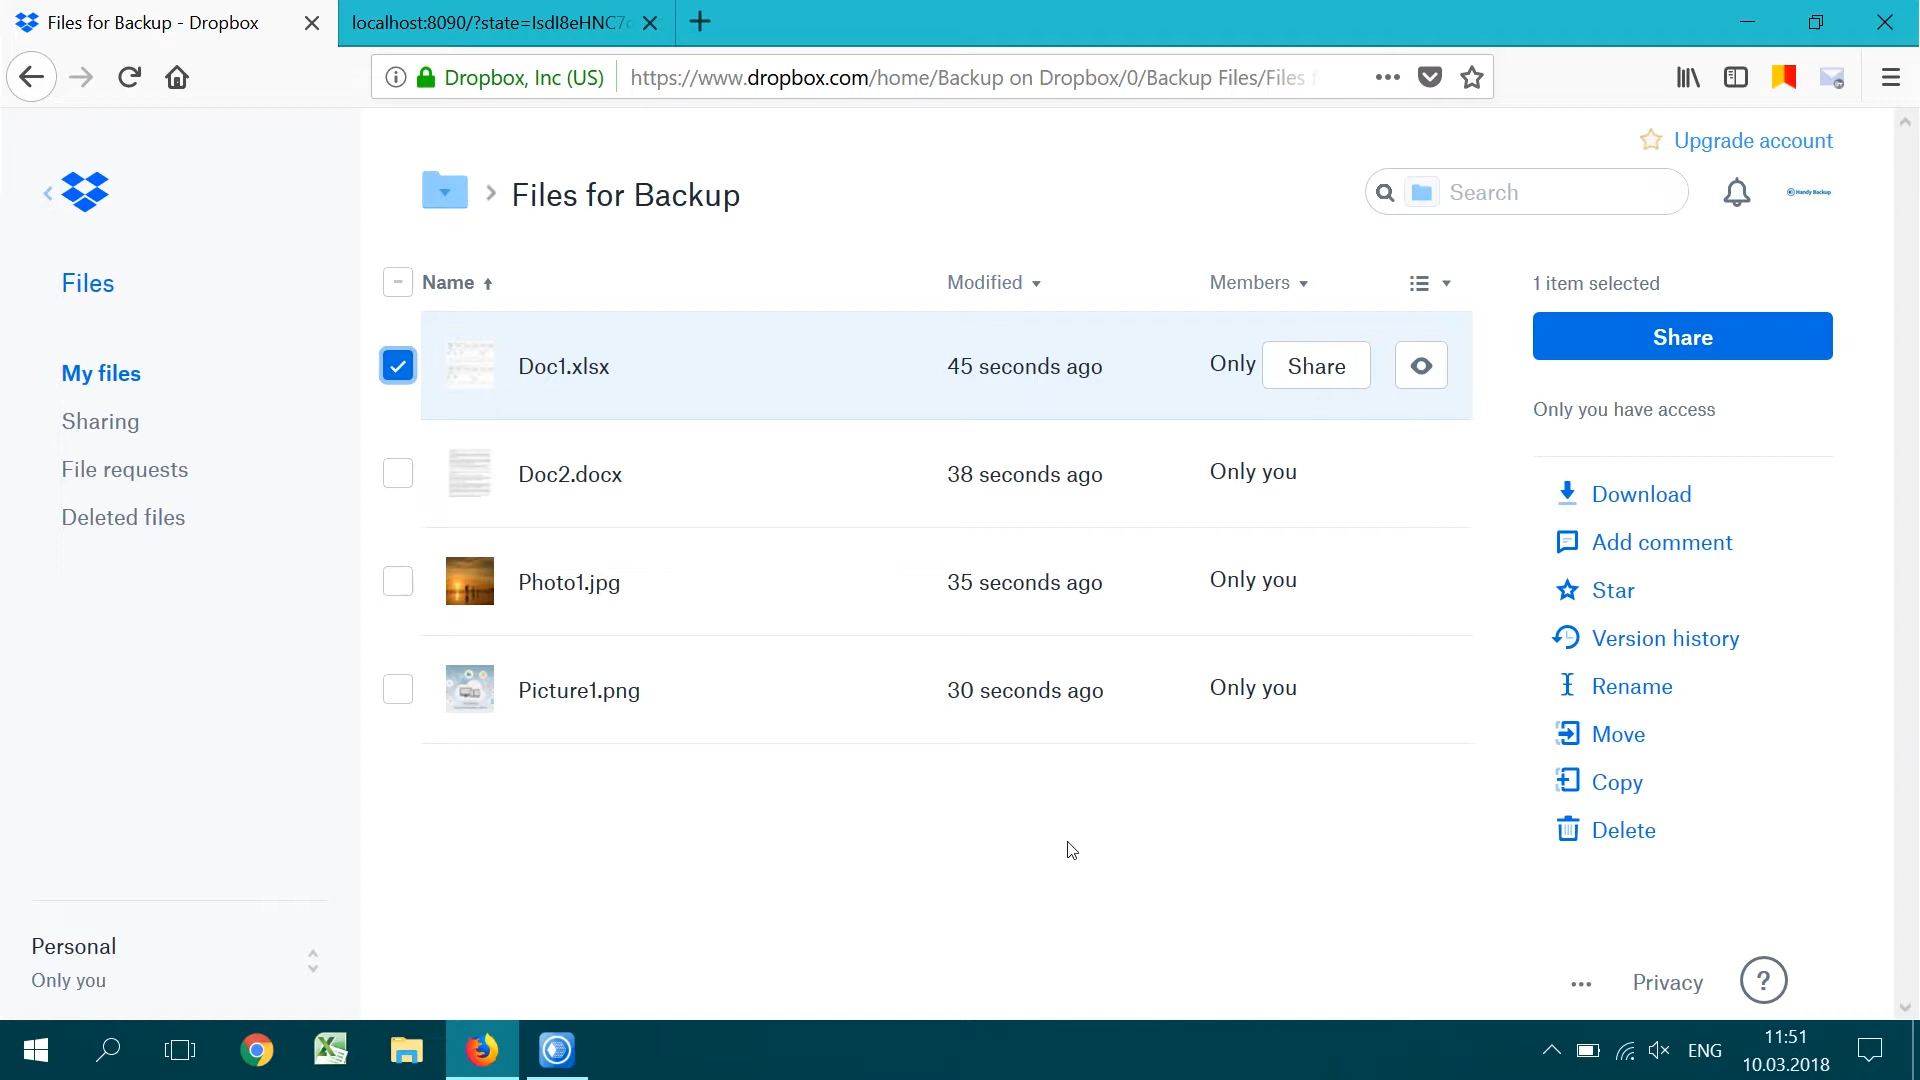 Files for Backup - Dropbox
localhost:8090/?state=IsdI8eHNC7
Dropbox, Inc (US)
https://www.dropbox.com/home/Backup on Dropbox/0/Backup Files/Files
Upgrade account
Files for Backup
Search
Handy Backup
Files
My files
Sharing
File requests
Deleted files
Name
Modified
Members
1 item selected
Share
Doc1.xlsx
45 seconds ago
Only
Share
Only you have access
Doc2.docx
38 seconds ago
Only you
Photo1.jpg
35 seconds ago
Only you
Picture1.png
30 seconds ago
Only you
Download
Add comment
Star
Version history
Rename
Move
Copy
Delete
Personal
Only you
Privacy
?
ENG
11:51
10.03.2018